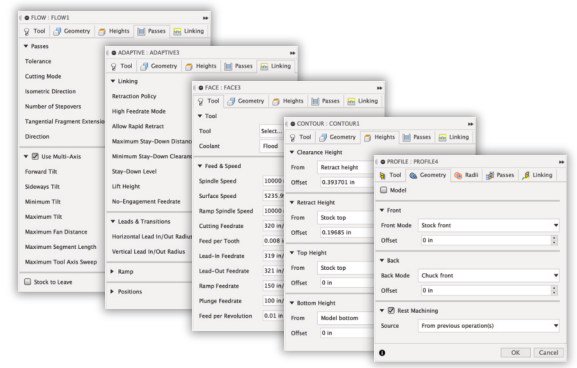 FLOW : FLOW1
Tool Geometry Heights Passes Linking
Passes
Tolerance
Cutting Mode
Isometric Direction
Number of Stepovers
Tangential Fragment Extensio
Direction
Use Multi-Axis
Forward Tilt
Sideways Tilt
Minimum Tilt
Maximum Tilt
Maximum Fan Distance
Maximum Segment Length
Maximum Tool Axis Sweep
Stock to Leave
ADAPTIVE : ADAPTIVE3
Tool Geometry Heights Passes Linking
Linking
Retraction Policy
High Feedrate Mode
Allow Rapid Retract
Maximum Stay-Down Distanc
Minimum Stay-Down Clearanc
Stay-Down Level
Lift Height
No-Engagement Feedrate
Leads & Transitions
Horizontal Lead In/Out Radiu
Vertical Lead In/Out Radius
Ramp
Positions
FACE : FACE3
Tool Geometry Heights Passes Linking
Tool
Tool Select...
Coolant Flood
Feed & Speed
Spindle Speed 10000
Surface Speed 5235.9
Ramp Spindle Speed 10000
Cutting Feedrate 320 in/
Feed per Tooth 0.008 i
Lead-In Feedrate 319 in/
Lead-Out Feedrate 321 in/
Ramp Feedrate 150 in/
Plunge Feedrate 100 in/
Feed per Revolution 0.01 in
CONTOUR : CONTOUR1
Tool Geometry Heights Passes Linking
Clearance Height
From Retract height
Offset 0.393701 in
Retract Height
From Stock top
Offset 0.19685 in
Top Height
From Stock top
Offset 0 in
Bottom Height
From Model bottom
Offset 0 in
PROFILE : PROFILE4
Tool Geometry Radii Passes Linking
Model
Front
Front Mode Stock front
Offset 0 in
Back
Back Mode Chuck front
Offset 0 in
Rest Machining
Source From previous operation(s)
OK Cancel